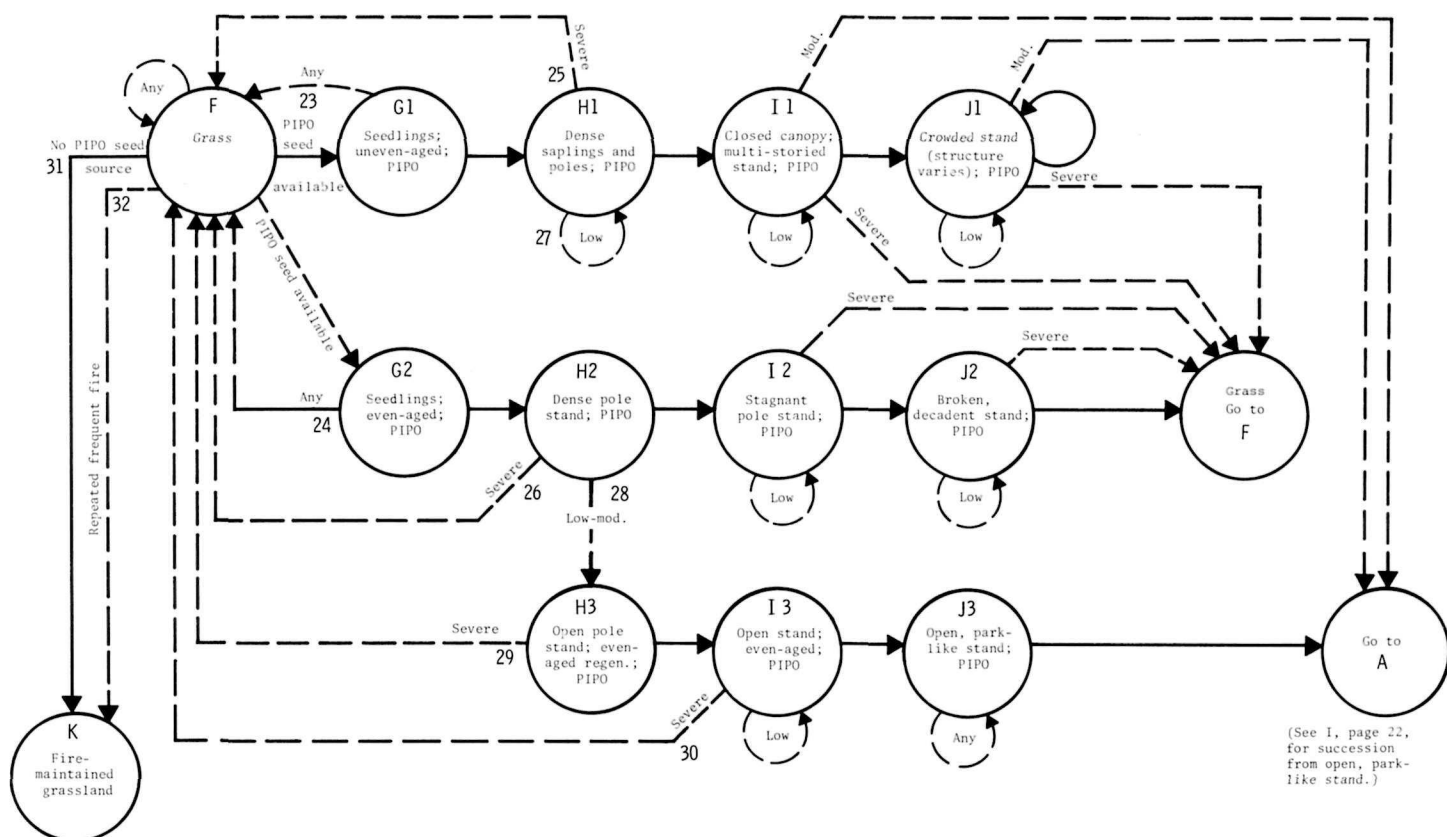 Severe
25
Mod.
Mod.
Any
F
Grass
Any
23
PIPO
seed
available
G1
Seedlings;
uneven-aged;
PIPO
H1
Dense
saplings and
poles; PIPO
I1
Closed canopy;
multi-storied
stand; PIPO
J1
Crowded stand
(structure
varies); PIPO
No PIPO seed
31
source
32
27
Low
Low
Low
Severe
Severe
PIPO seed available
Severe
Severe
Any
24
G2
Seedlings;
even-aged;
PIPO
H2
Dense pole
stand; PIPO
I 2
Stagnant
pole stand;
PIPO
J2
Broken,
decadent stand;
PIPO
Grass
Go to
F
Repeated frequent fire
Severe
26
28
Low
Low
Low-mod.
Severe
29
H3
Open pole
stand; even-
aged regen.;
PIPO
I 3
Open stand;
even-aged;
PIPO
J3
Open, park-
like stand;
PIPO
Go to
A
Severe
30
Low
Any
K
Fire-
maintained
grassland
(See I, page 22,
for succession
from open, park-
like stand.)